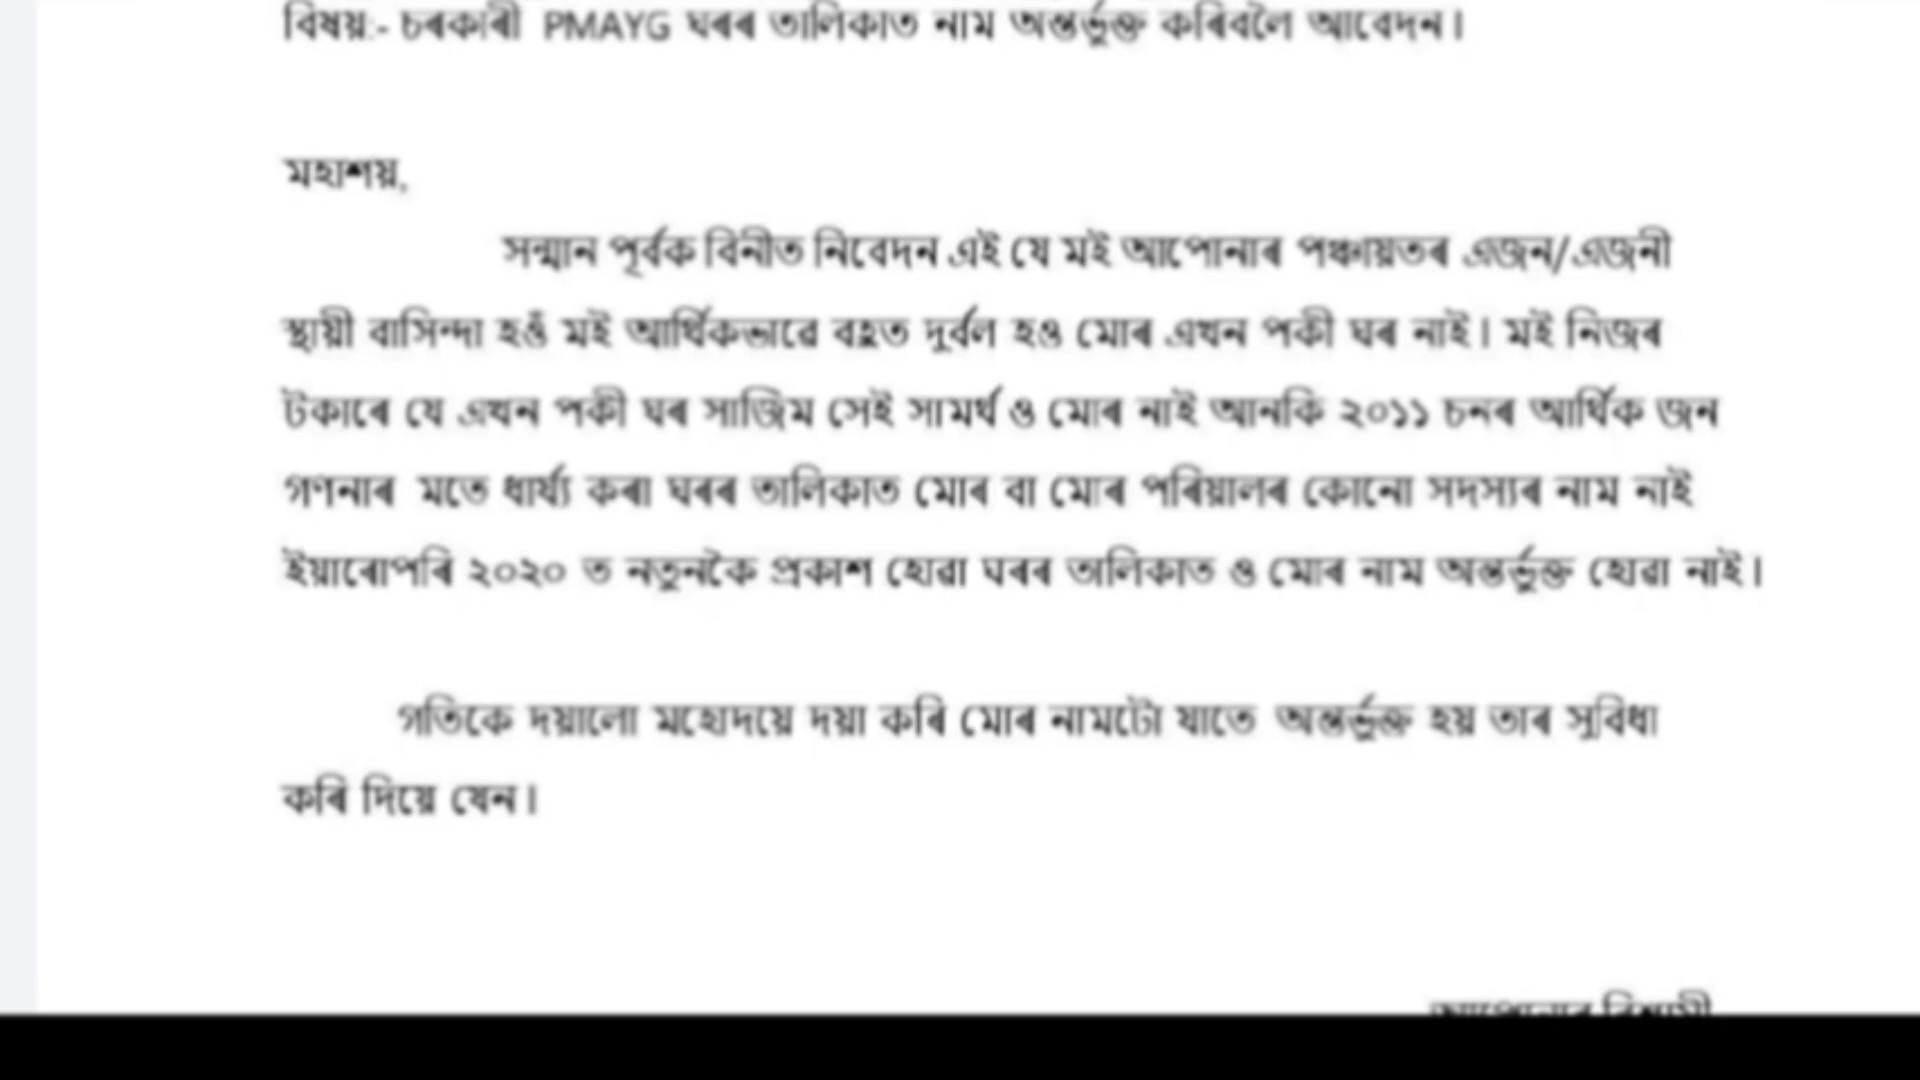 বিষয়:- চৰকাৰী PMAYG ঘৰৰ তালিকাত নাম অন্তৰ্ভুক্ত কৰিবলৈ আবেদন।
মহাশয়,
সন্মান পূৰ্বক বিনীত নিবেদন এই যে মই আপোনাৰ পঞ্চায়তৰ এজন/এজনী
স্থায়ী বাসিন্দা হওঁ মই আৰ্থিকভাৱে বহুত দুৰ্বল হও মোৰ এখন পকী ঘৰ নাই। মই নিজৰ
টকাৰে যে এখন পকী ঘৰ সাজিম সেই সামৰ্থ ও মোৰ নাই আনকি ২০১১ চনৰ আৰ্থিক জন
গণনাৰ মতে ধাৰ্য্য কৰা ঘৰৰ তালিকাত মোৰ বা মোৰ পৰিয়ালৰ কোনো সদস্যৰ নাম নাই
ইয়াৰোপৰি ২০২০ ত নতুনকৈ প্ৰকাশ হোৱা ঘৰৰ তালিকাত ও মোৰ নাম অন্তৰ্ভুক্ত হোৱা নাই।
গতিকে দয়ালো মহোদয়ে দয়া কৰি মোৰ নামটো যাতে অন্তৰ্ভুক্ত হয় তাৰ সুবিধা
কৰি দিয়ে যেন।
আপোনাৰ বিশ্বাসী